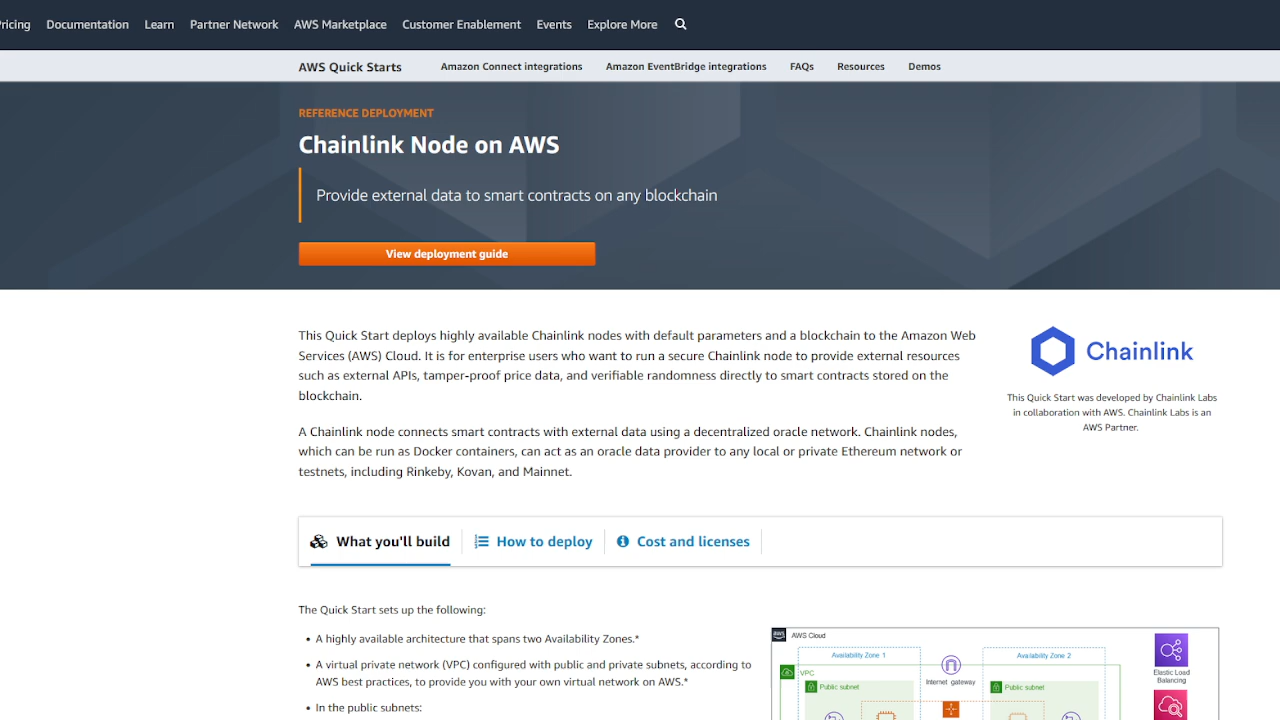 Documentation Learn Partner Network AWS Marketplace Customer Enablement Events Explore More
AWS Quick Starts Amazon Connect integrations Amazon EventBridge integrations FAQs Resources Demos
REFERENCE DEPLOYMENT
Chainlink Node on AWS
Provide external data to smart contracts on any blockchain
View deployment guide
This Quick Start deploys highly available Chainlink nodes with default parameters and a blockchain to the Amazon Web
Services (AWS) Cloud. It is for enterprise users who want to run a secure Chainlink node to provide external resources
such as external APIs, tamper-proof price data, and verifiable randomness directly to smart contracts stored on the
blockchain.
A Chainlink node connects smart contracts with external data using a decentralized oracle network. Chainlink nodes,
which can be run as Docker containers, can act as an oracle data provider to any local or private Ethereum network or
testnets, including Rinkeby, Kovan, and Mainnet.
Chainlink
This Quick Start was developed by Chainlink Labs
in collaboration with AWS. Chainlink Labs is an
AWS Partner.
What you'll build How to deploy Cost and licenses
The Quick Start sets up the following:
• A highly available architecture that spans two Availability Zones.*
• A virtual private network (VPC) configured with public and private subnets, according to
AWS best practices, to provide you with your own virtual network on AWS.*
• In the public subnets:
aws AWS Cloud
Availability Zone 1 Availability Zone 2
VPC
Internet gateway
Public subnet Public subnet
Elastic Load
Balancing